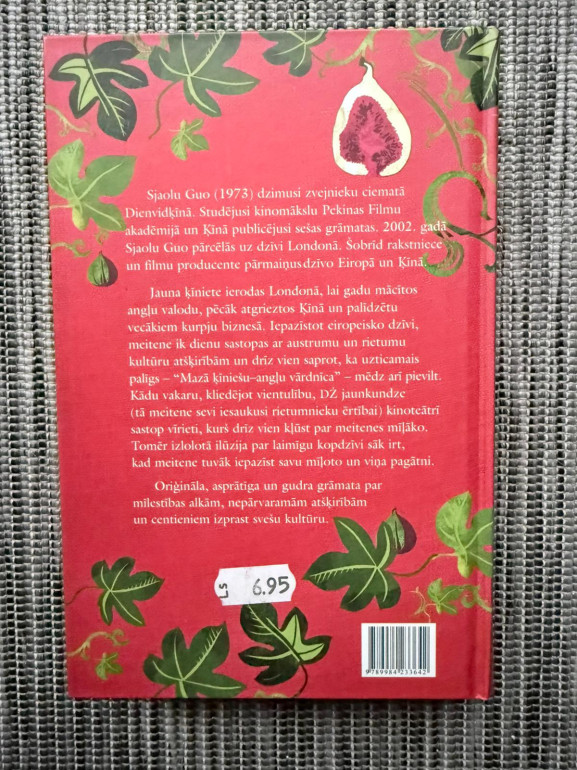 Sjaolu Guo (1973) dzimusi zvejnieku ciematā
Dienvidķīnā. Studējusi kinomākslu Pekinas Filmu
akadēmijā un Ķīnā publicējusi sešas grāmatas. 2002. gadā
Sjaolu Guo pārcēlās uz dzīvi Londonā. Šobrīd rakstniece
un filmu producente pārmaiņus dzīvo Eiropā un Ķīnā.
Jauna ķīniete ierodas Londonā, lai gadu mācītos
angļu valodu, pēcāk atgrieztos Ķīnā un palīdzētu
vecākiem kurpju biznesā. Iepazīstot eiropeisko dzīvi,
meitene ik dienu sastopas ar austrumu un rietumu
kultūru atšķirībām un drīz vien saprot, ka uzticamais
palīgs – “Mazā ķīniešu–angļu vārdnīca” – mēdz arī pievilt.
Kādu vakaru, kliedējot vientulību, DŽ jaunkundze
(tā meitene sevi iesaukusi rietumnieku ērtībai) kinoteātrī
sastop vīrieti, kurš drīz vien kļūst par meitenes mīļāko.
Tomēr izlolotā ilūzija par laimīgu kopdzīvi sāk irt,
kad meitene tuvāk iepazīst savu mīļoto un viņa pagātni.
Oriģināla, asprātīga un gudra grāmata par
mīlestības alkām, nepārvaramām atšķirībām
un centieniem izprast svešu kultūru.
LS 6.95
9 789984 233642